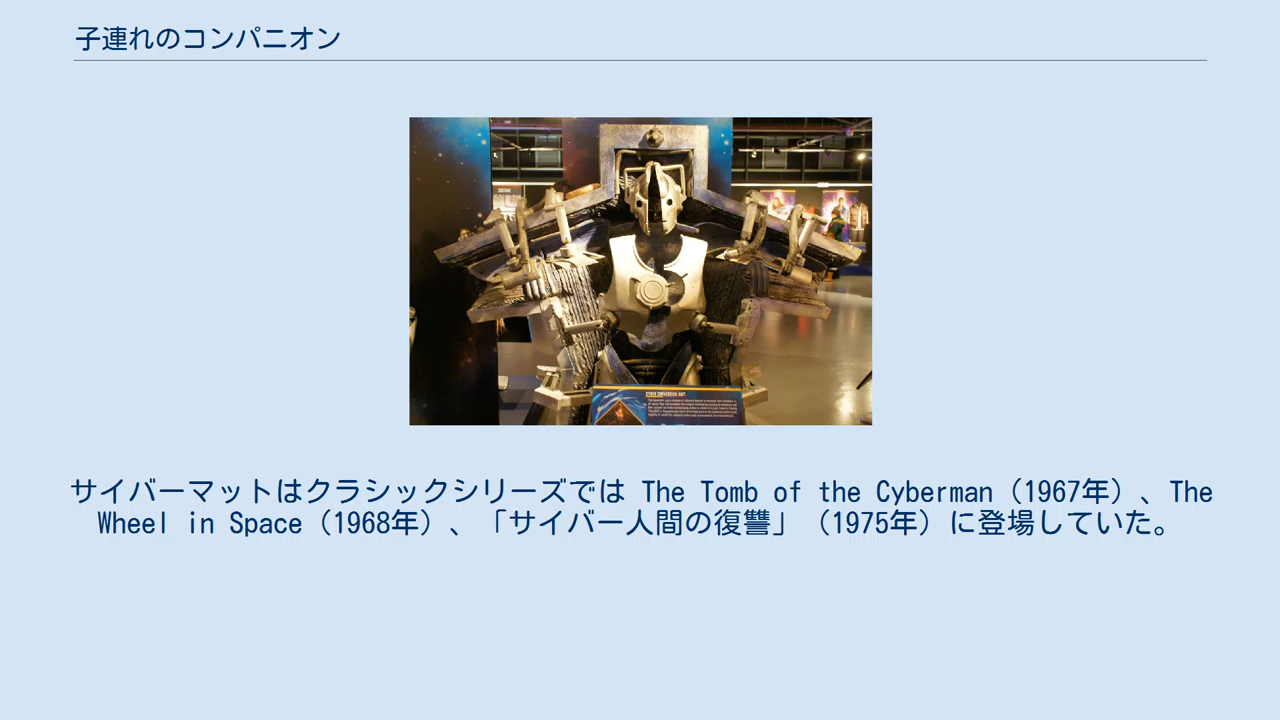 子連れのコンパニオン
CYBER CONVERSION UNIT
サイバーマットはクラシックシリーズでは The Tomb of the Cyberman（1967年）、The
Wheel in Space（1968年）、「サイバー人間の復讐」（1975年）に登場していた。